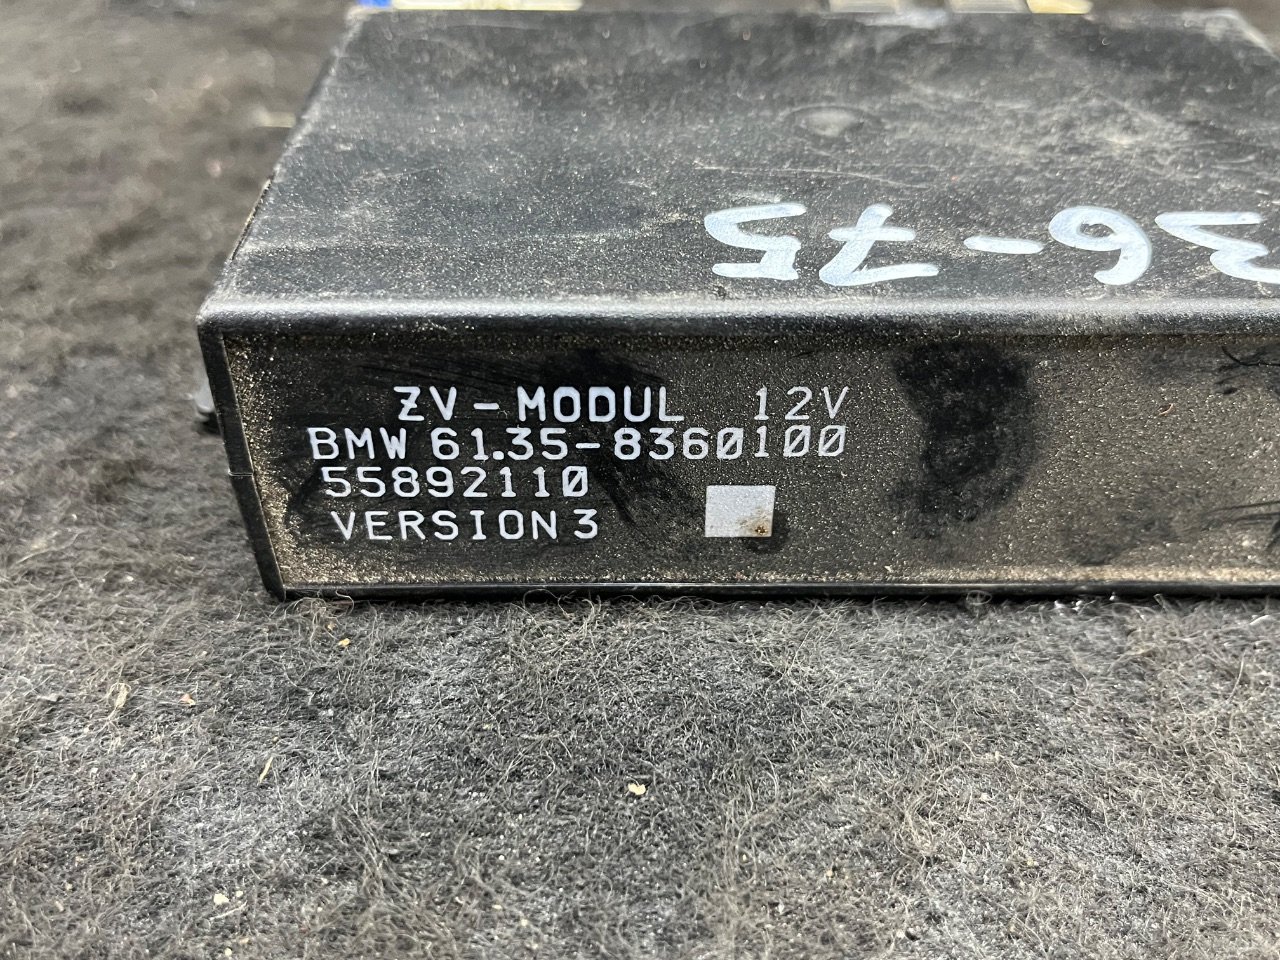 36-75
ZV-MODUL 12V
BMW 61.35-8360100
55892110
VERSION 3